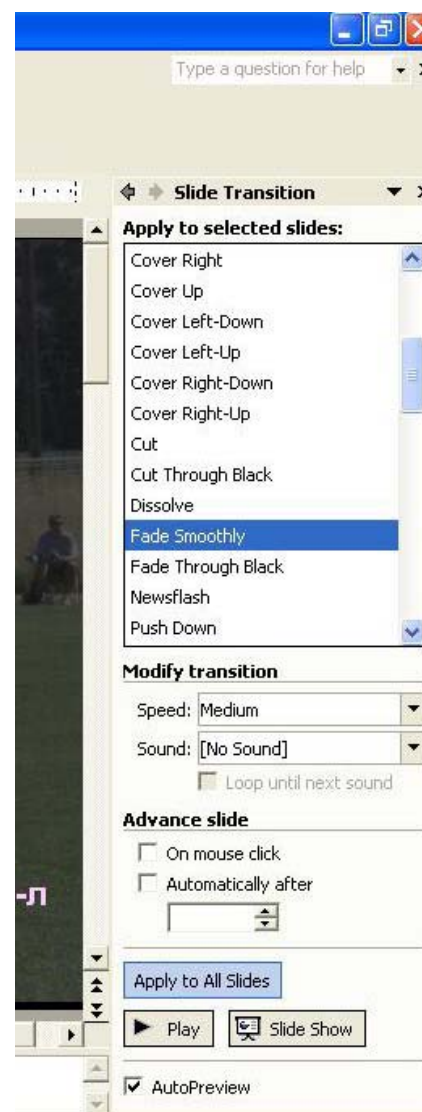 Type a question for help
Slide Transition
Apply to selected slides:
Cover Right
Cover Up
Cover Left-Down
Cover Left-Up
Cover Right-Down
Cover Right-Up
Cut
Cut Through Black
Dissolve
Fade Smoothly
Fade Through Black
Newsflash
Push Down
Modify transition
Speed: Medium
Sound: [No Sound]
Loop until next sound
Advance slide
On mouse click
Automatically after
-л
Apply to All Slides
Play Slide Show
AutoPreview